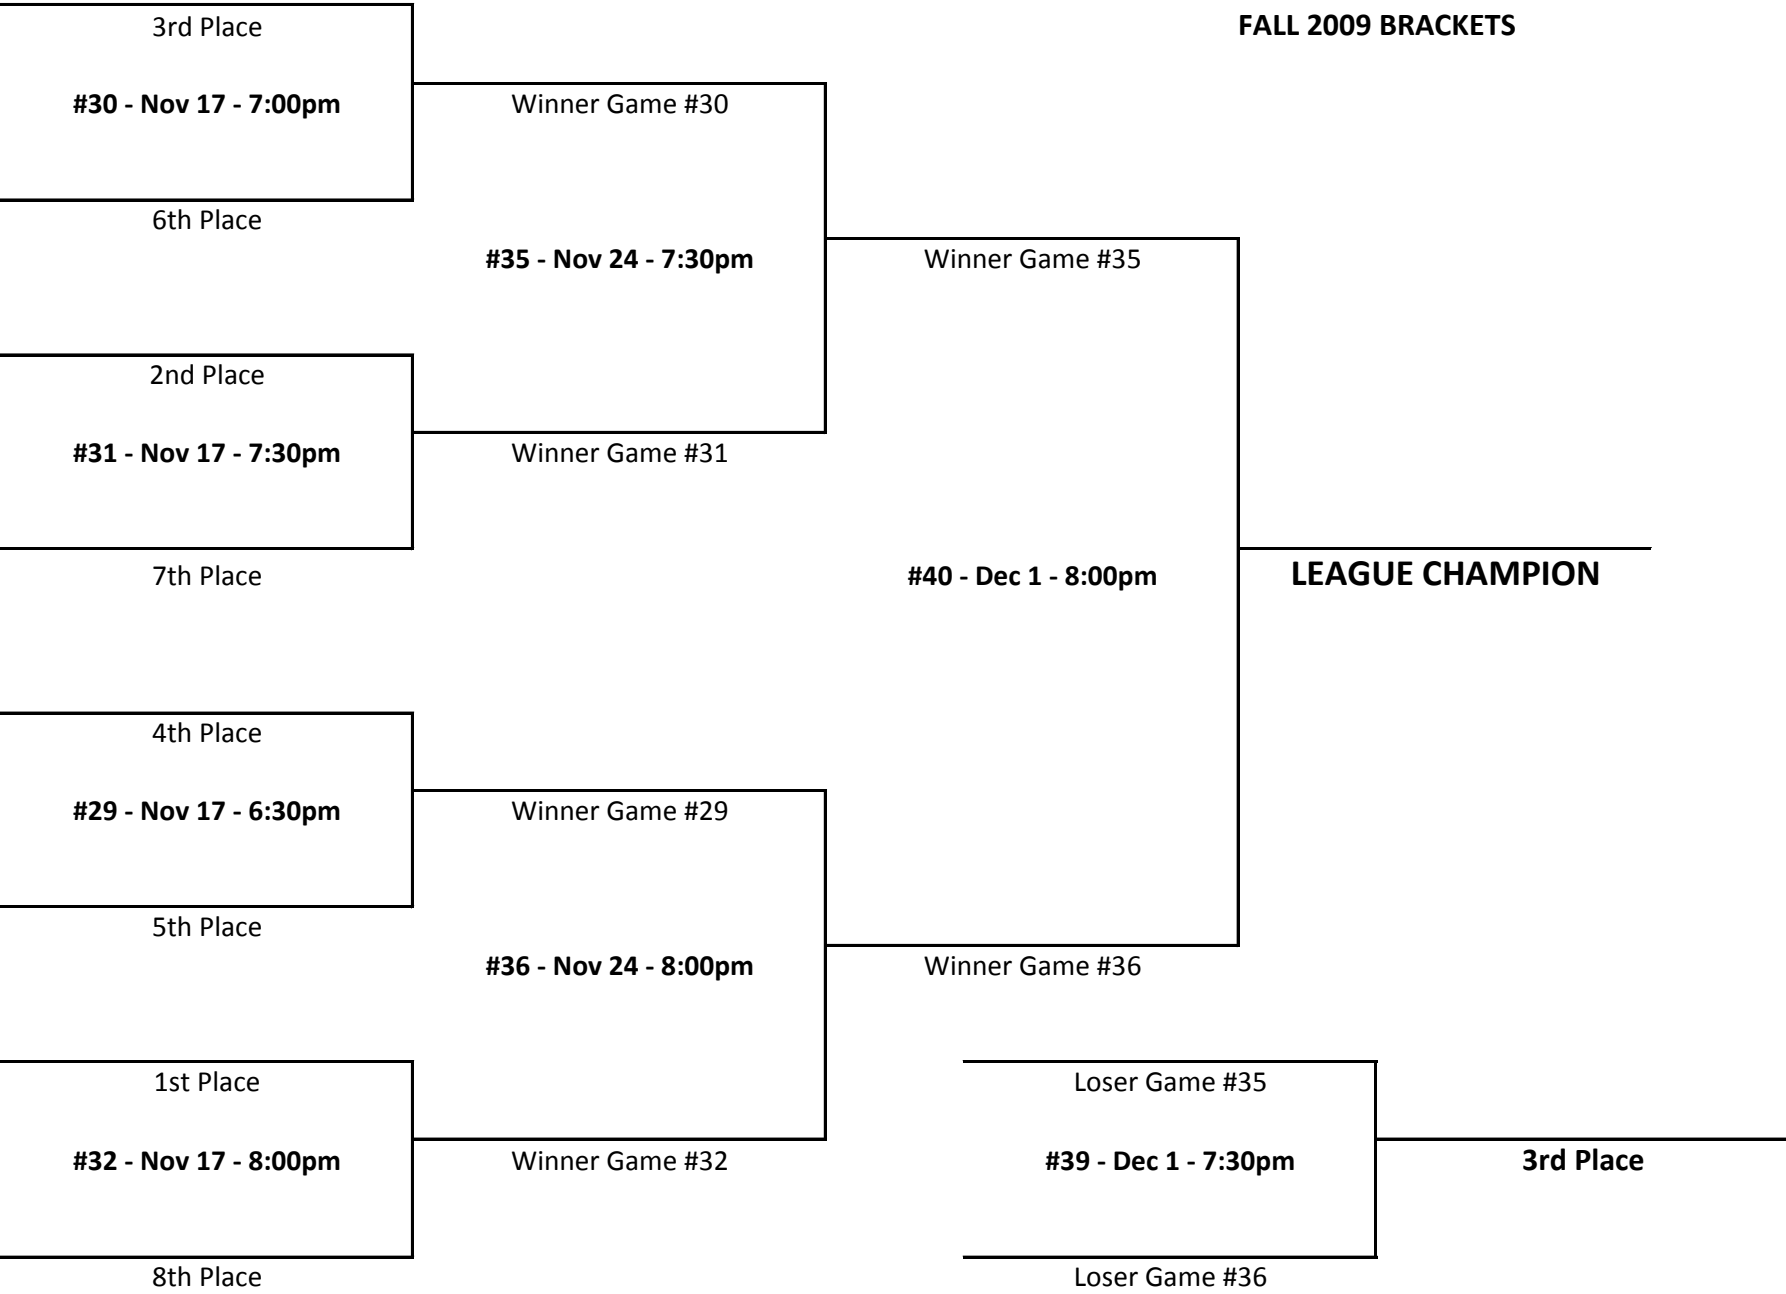 3rd Place
FALL 2009 BRACKETS
#30 - Nov 17 - 7:00pm
Winner Game #30
6th Place
#35 - Nov 24 - 7:30pm
Winner Game #35
2nd Place
#31 - Nov 17 - 7:30pm
Winner Game #31
7th Place
#40 - Dec 1 - 8:00pm
LEAGUE CHAMPION
4th Place
#29 - Nov 17 - 6:30pm
Winner Game #29
5th Place
#36 - Nov 24 - 8:00pm
Winner Game #36
1st Place
Loser Game #35
#32 - Nov 17 - 8:00pm
Winner Game #32
#39 - Dec 1 - 7:30pm
3rd Place
8th Place
Loser Game #36